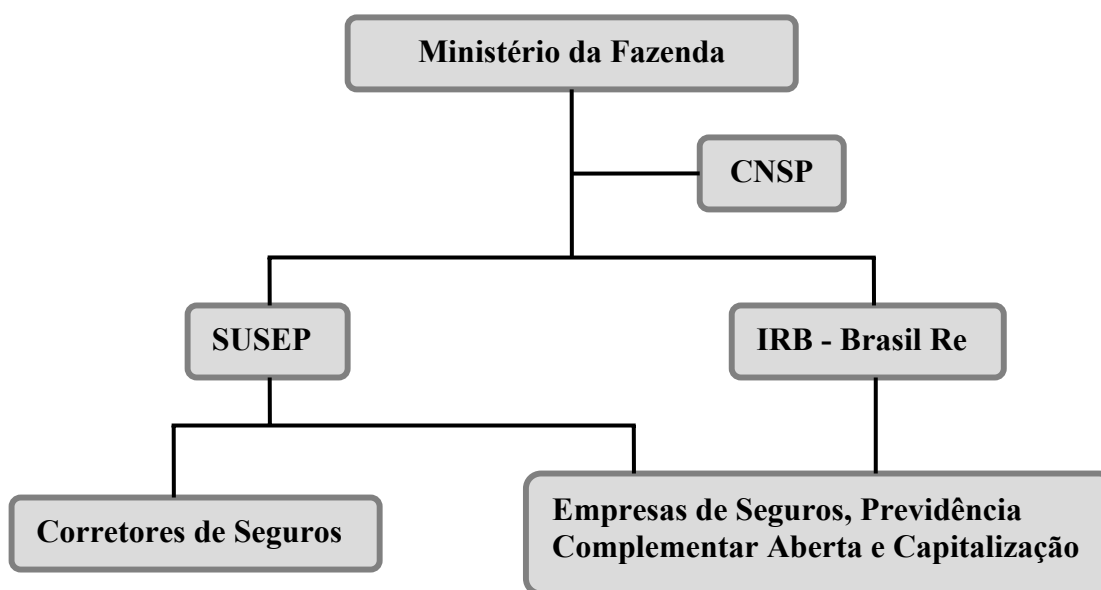 Ministério da Fazenda
CNSP
SUSEP
IRB - Brasil Re
Corretores de Seguros
Empresas de Seguros, Previdência
Complementar Aberta e Capitalização